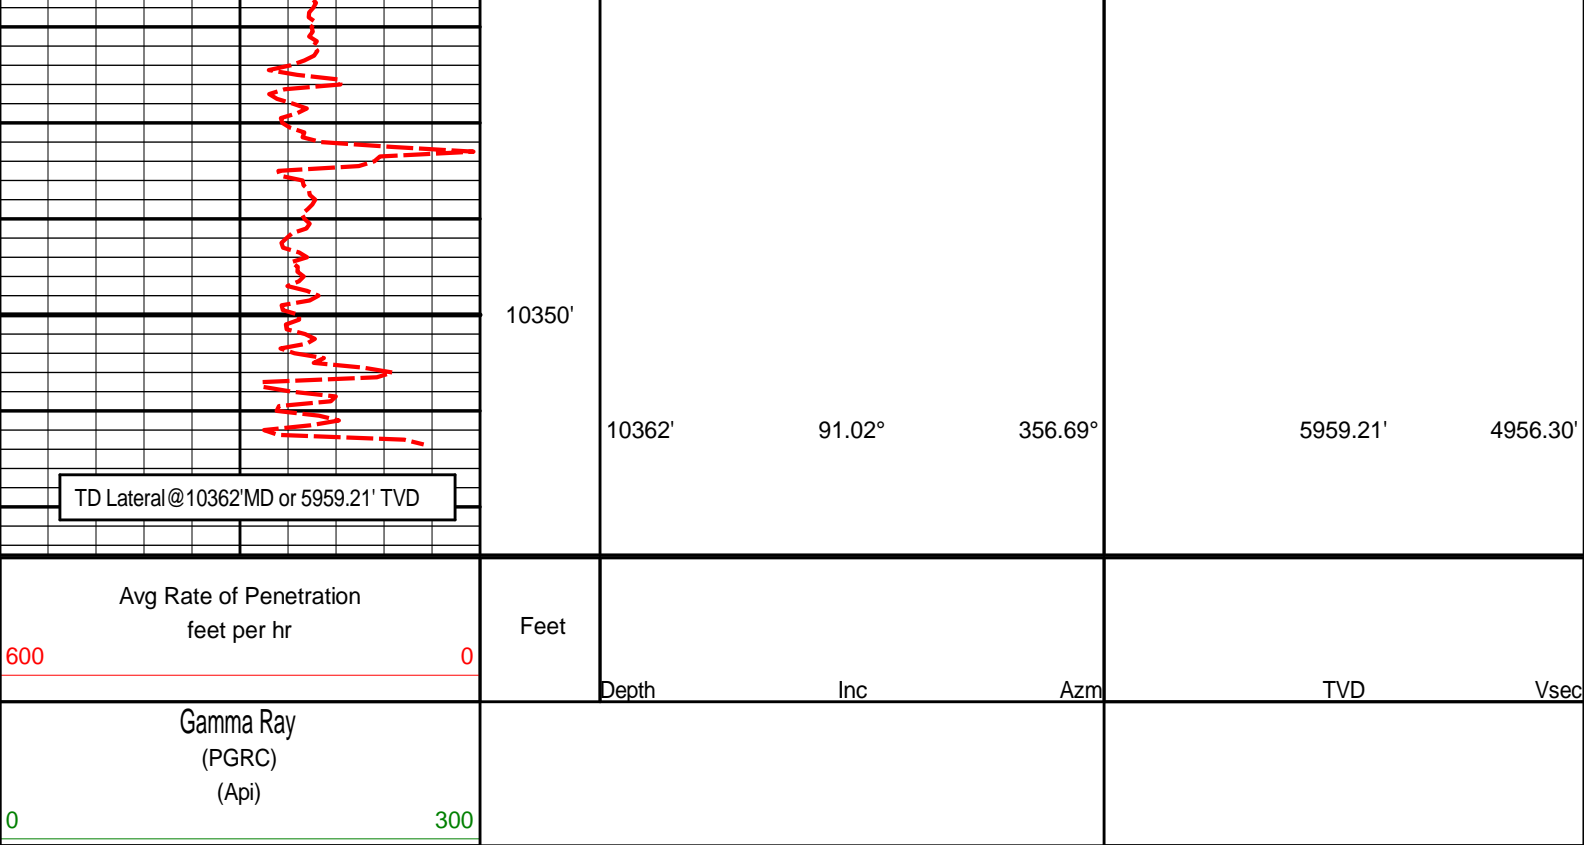 10350'
10362' 91.02° 356.69° 5959.21' 4956.30'
TD Lateral@10362'MD or 5959.21' TVD
Avg Rate of Penetration
feet per hr
600 0
Feet
Depth Inc Azm TVD Vsec
Gamma Ray
(PGRC)
(Api)
0 300